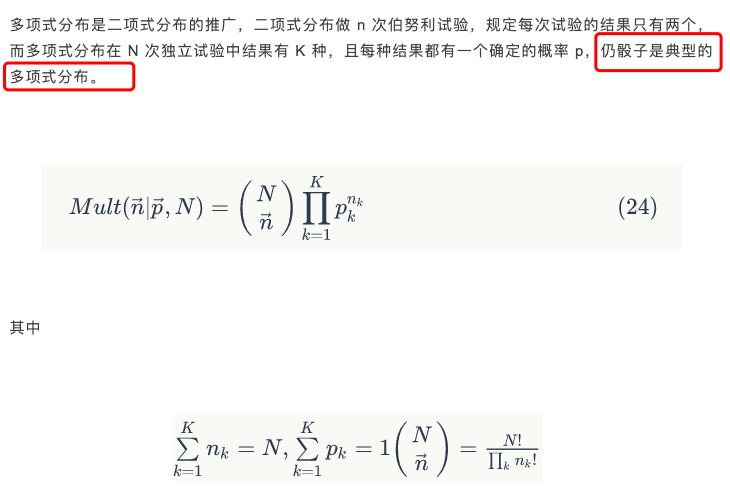 多项式分布是二项式分布的推广，二项式分布做 n 次伯努利试验，规定每次试验的结果只有两个，
而多项式分布在 N 次独立试验中结果有 K 种，且每种结果都有一个确定的概率 p，仍骰子是典型的
多项式分布。
$Mult(\vec{n}|\vec{p}, N) = \binom{N}{\vec{n}} \prod_{k=1}^{K} p_k^{n_k}$ (24)
其中
$\sum_{k=1}^{K} n_k = N, \sum_{k=1}^{K} p_k = 1 \binom{N}{\vec{n}} = \frac{N!}{\prod_k n_k!}$